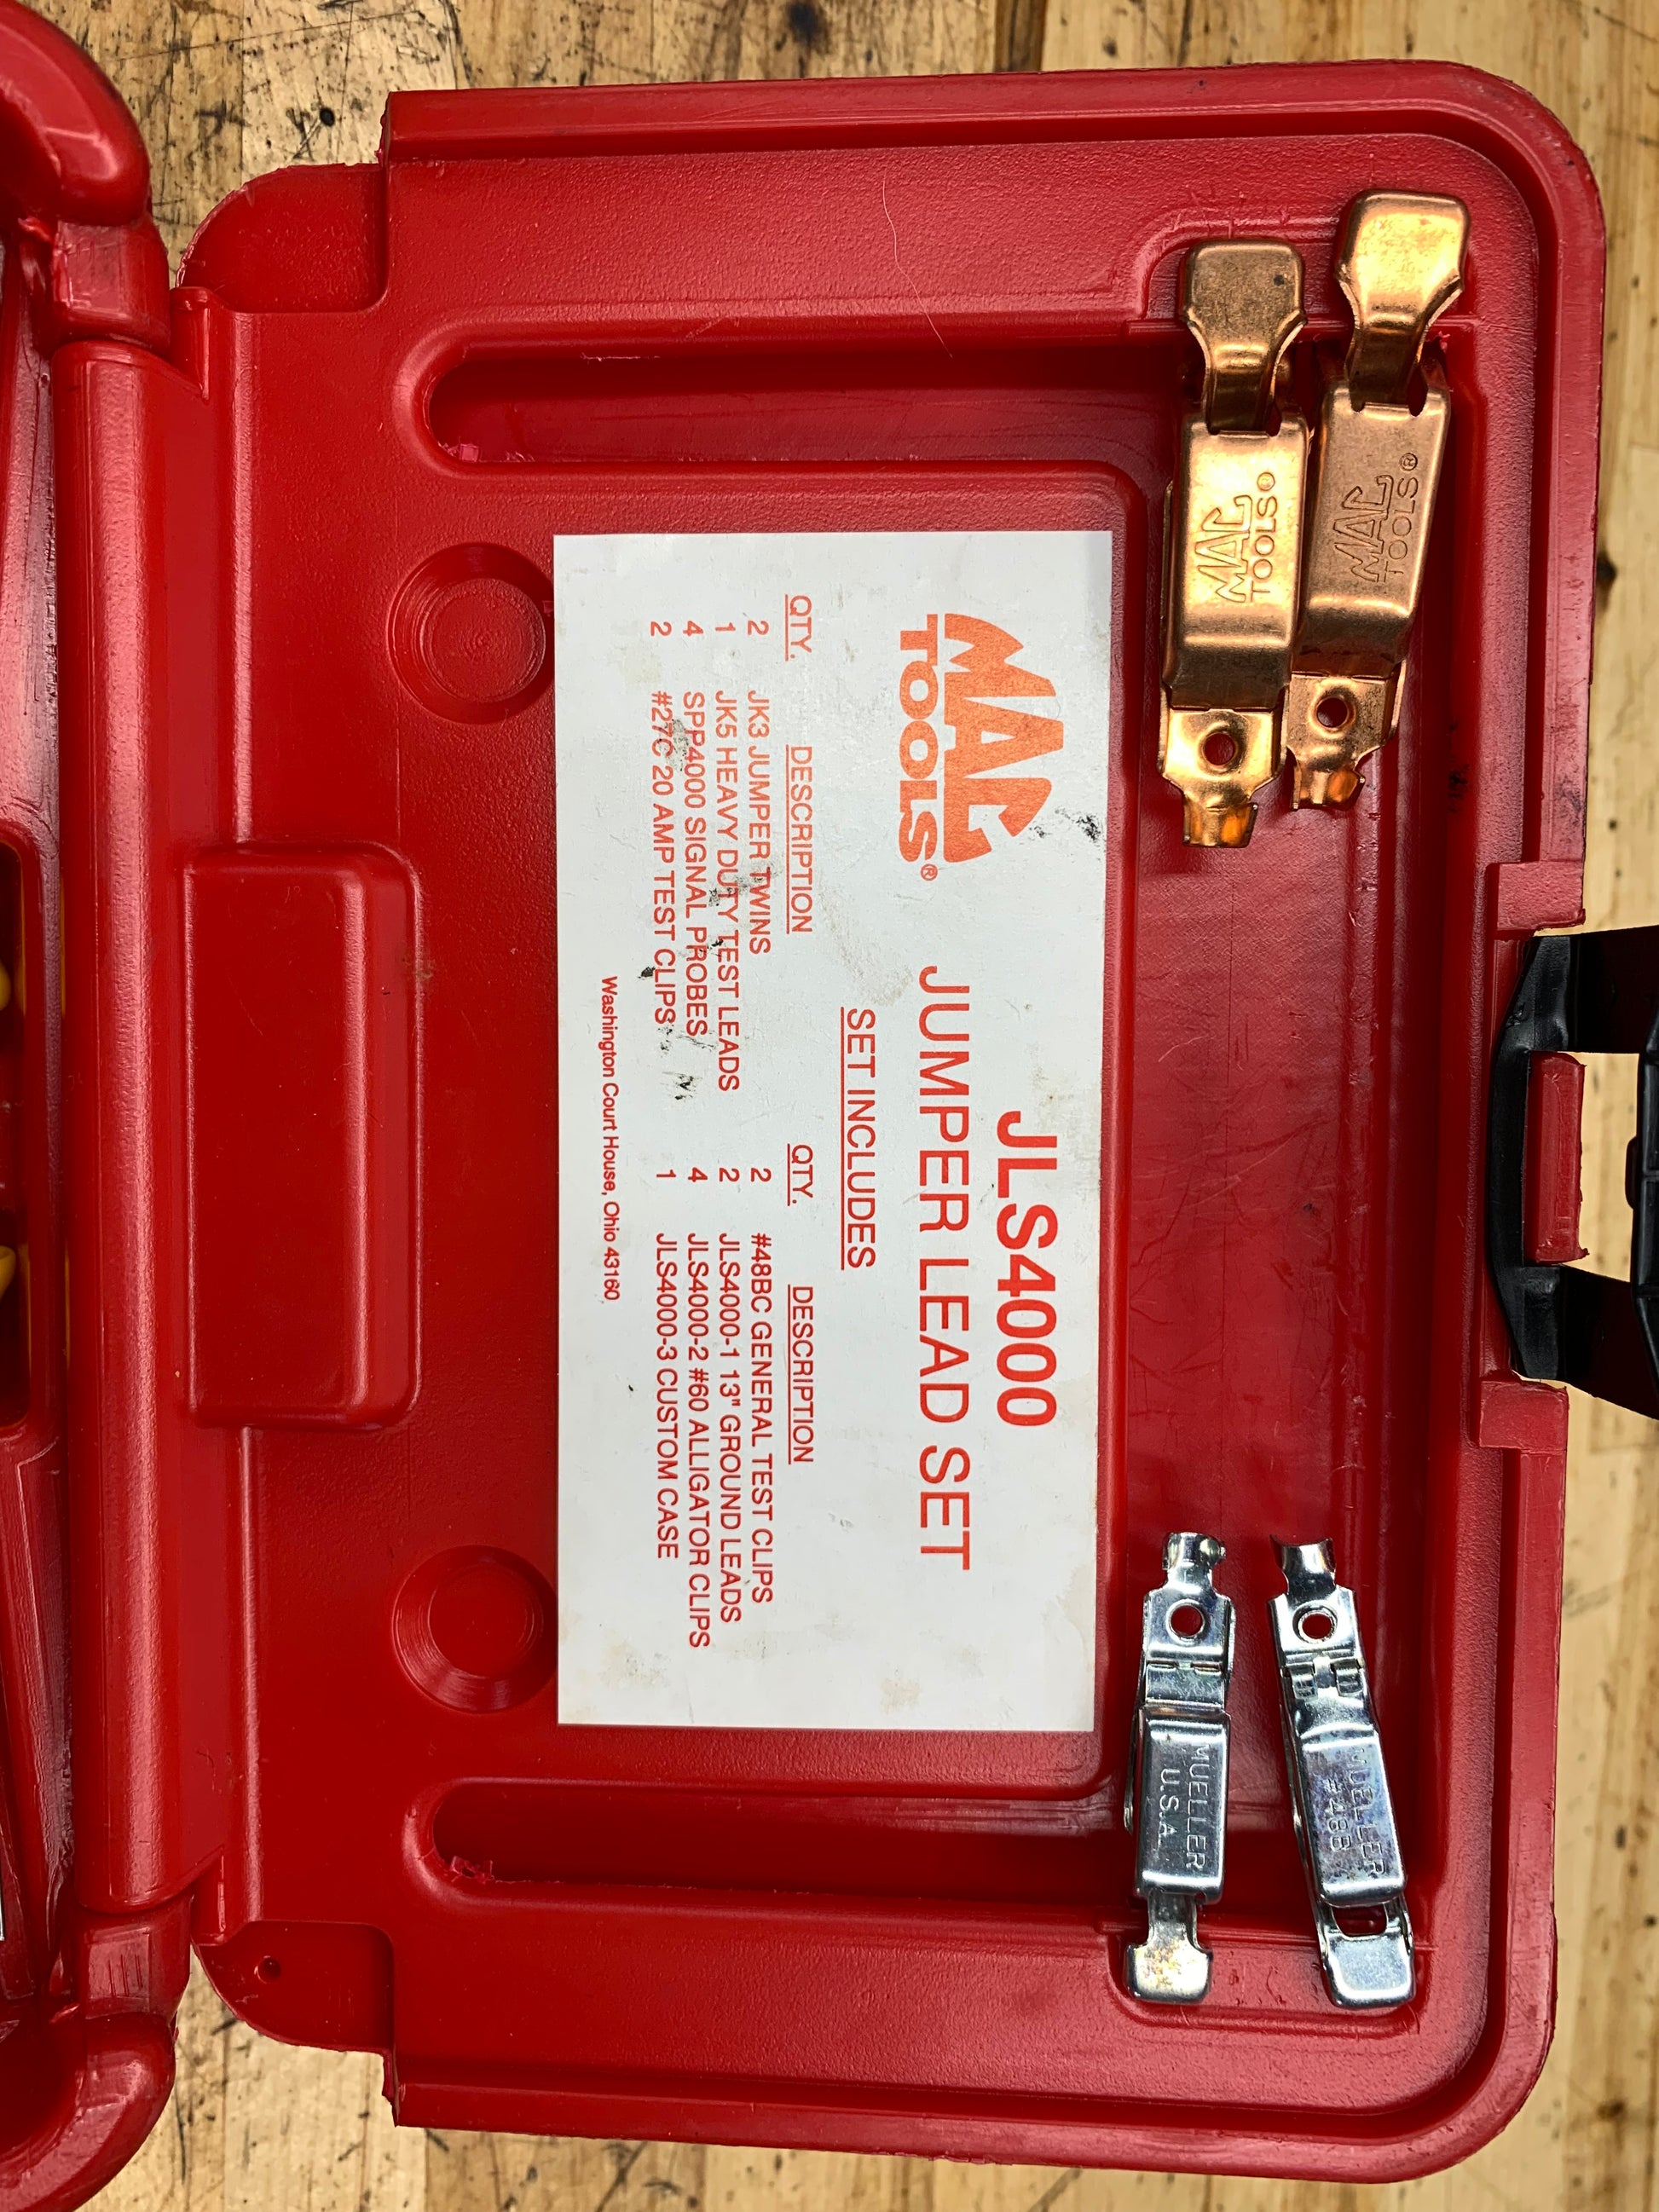 MAC
TOOLS®
JLS4000
JUMPER LEAD SET
SET INCLUDES
QTY. DESCRIPTION QTY. DESCRIPTION
2 JK3 JUMPER TWINS 2 #48BC GENERAL TEST CLIPS
1 JK5 HEAVY DUTY TEST LEADS 2 JLS4000-1 13" GROUND LEADS
4 SPP4000 SIGNAL PROBES 4 JLS4000-2 #60 ALLIGATOR CLIPS
2 #27C 20 AMP TEST CLIPS 1 JLS4000-3 CUSTOM CASE
Washington Court House, Ohio 43160
MAC
TOOLS®
MAC
TOOLS®
MUELLER
#48B
MUELLER
U.S.A.